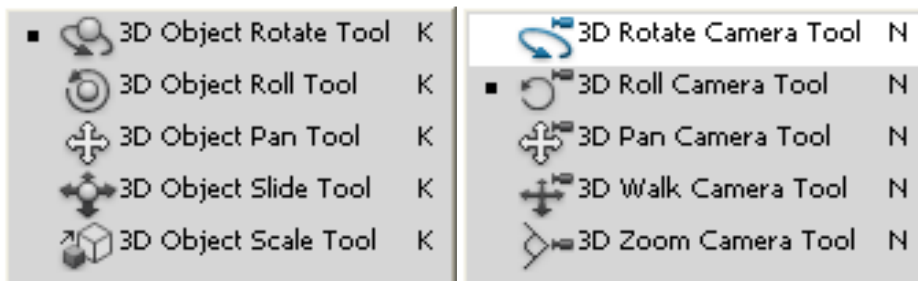 3D Object Rotate Tool K
3D Object Roll Tool K
3D Object Pan Tool K
3D Object Slide Tool K
3D Object Scale Tool K
3D Rotate Camera Tool N
3D Roll Camera Tool N
3D Pan Camera Tool N
3D Walk Camera Tool N
3D Zoom Camera Tool N